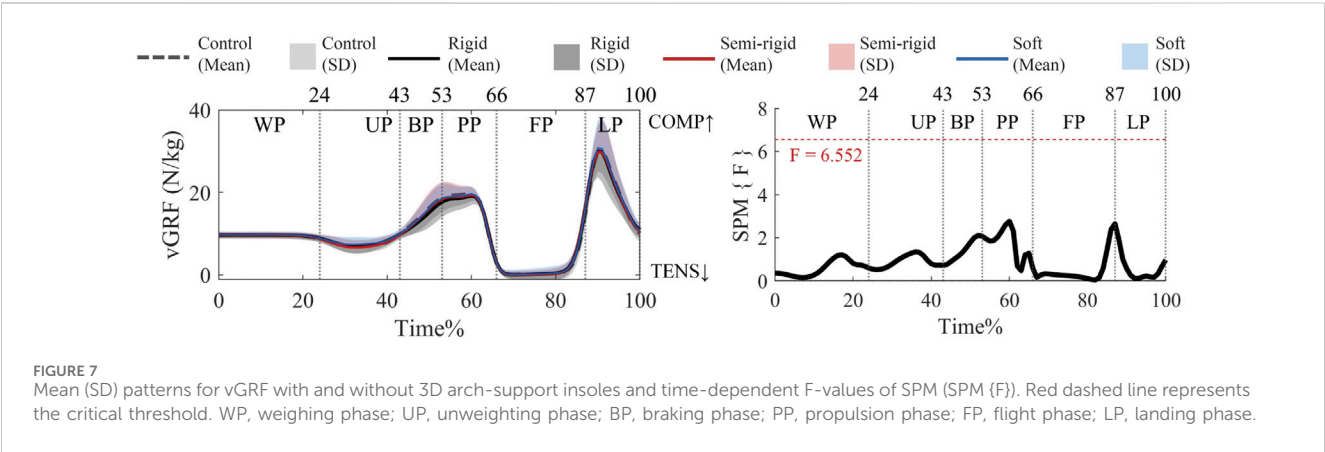 Control (Mean) Control (SD) Rigid (Mean) Rigid (SD) Semi-rigid (Mean) Semi-rigid (SD) Soft (Mean) Soft (SD)
24 43 53 66 87 100
40
WP UP BP PP FP LP
COMP↑
vGRF (N/kg)
20
0
TENS↓
0 20 40 60 80 100
Time%
24 43 53 66 87 100
8
WP UP BP PP FP LP
6
F = 6.552
SPM { F }
4
2
0
0 20 40 60 80 100
Time%
FIGURE 7
Mean (SD) patterns for vGRF with and without 3D arch-support insoles and time-dependent F-values of SPM (SPM {F}). Red dashed line represents
the critical threshold. WP, weighing phase; UP, unweighting phase; BP, braking phase; PP, propulsion phase; FP, flight phase; LP, landing phase.